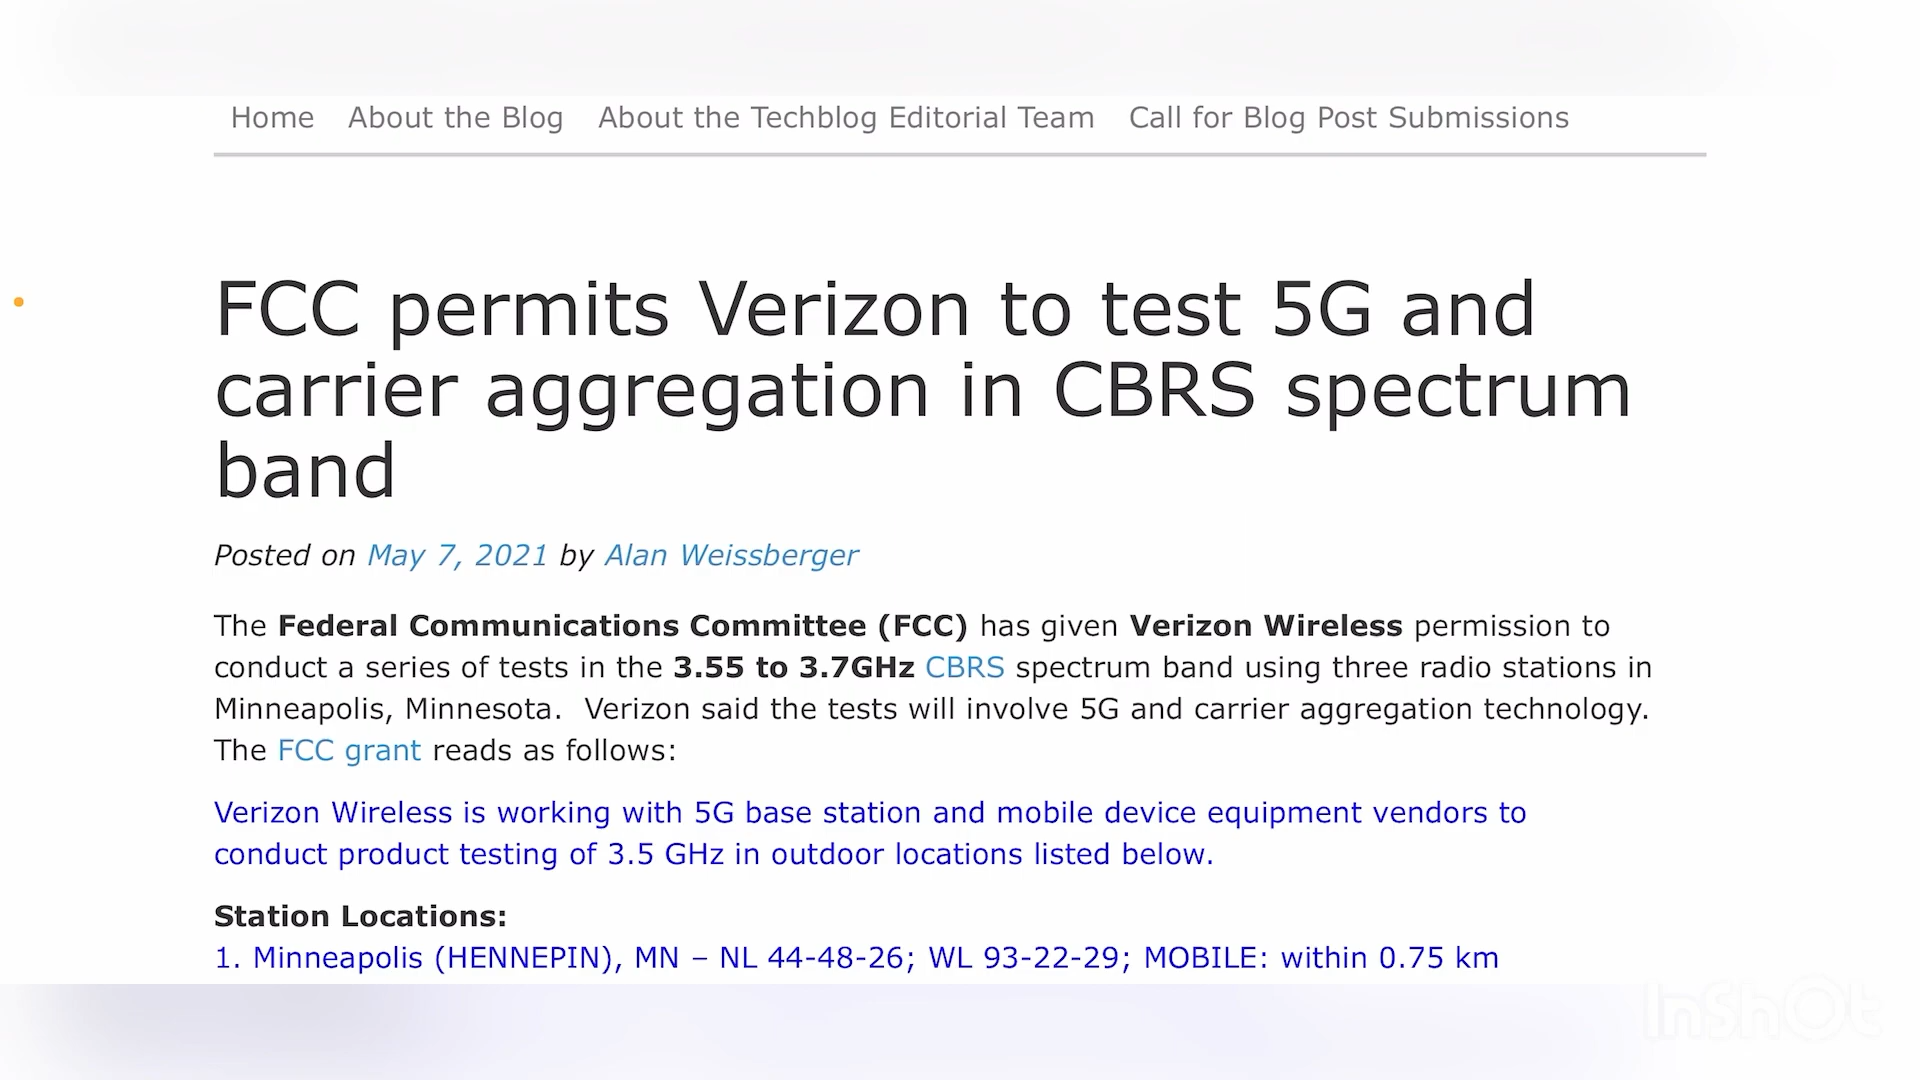 Home About the Blog About the Techblog Editorial Team Call for Blog Post Submissions
FCC permits Verizon to test 5G and
carrier aggregation in CBRS spectrum
band
Posted on May 7, 2021 by Alan Weissberger
The Federal Communications Committee (FCC) has given Verizon Wireless permission to
conduct a series of tests in the 3.55 to 3.7GHz CBRS spectrum band using three radio stations in
Minneapolis, Minnesota.  Verizon said the tests will involve 5G and carrier aggregation technology.
The FCC grant reads as follows:
Verizon Wireless is working with 5G base station and mobile device equipment vendors to
conduct product testing of 3.5 GHz in outdoor locations listed below.
Station Locations:
1. Minneapolis (HENNEPIN), MN – NL 44-48-26; WL 93-22-29; MOBILE: within 0.75 km
InShOt